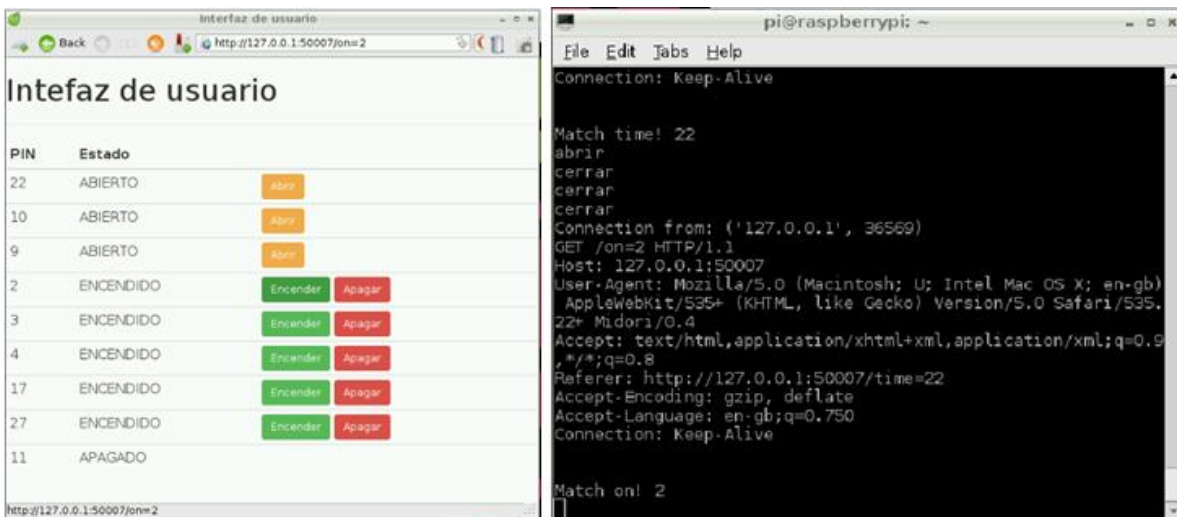 Interfaz de usuario
Back
http://127.0.0.1:50007/on=2
Intefaz de usuario
PIN Estado
22 ABIERTO Abrir
10 ABIERTO Abrir
9 ABIERTO Abrir
2 ENCENDIDO Encender Apagar
3 ENCENDIDO Encender Apagar
4 ENCENDIDO Encender Apagar
17 ENCENDIDO Encender Apagar
27 ENCENDIDO Encender Apagar
11 APAGADO
http://127.0.0.1:50007/on=2
pi@raspberrypi: ~
File Edit Tabs Help
Connection: Keep-Alive
Match time! 22
abrir
cerrar
cerrar
cerrar
Connection from: ('127.0.0.1', 36569)
GET /on=2 HTTP/1.1
Host: 127.0.0.1:50007
User-Agent: Mozilla/5.0 (Macintosh; U; Intel Mac OS X; en-gb)
AppleWebKit/535+ (KHTML, like Gecko) Version/5.0 Safari/535.
22+ Midori/0.4
Accept: text/html,application/xhtml+xml,application/xml;q=0.9
,*/*;q=0.8
Referer: http://127.0.0.1:50007/time=22
Accept-Encoding: gzip, deflate
Accept-Language: en-gb;q=0.750
Connection: Keep-Alive
Match on! 2